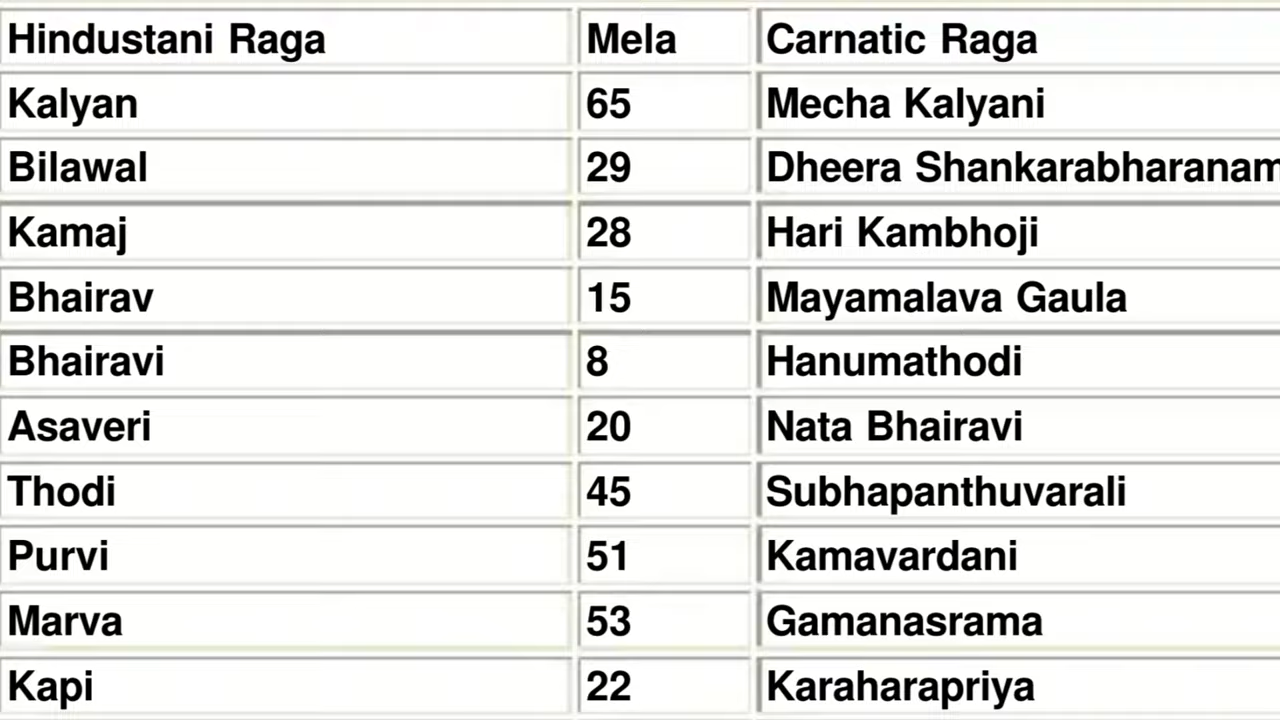 Hindustani Raga Mela Carnatic Raga
Kalyan 65 Mecha Kalyani
Bilawal 29 Dheera Shankarabharanam
Kamaj 28 Hari Kambhoji
Bhairav 15 Mayamalava Gaula
Bhairavi 8 Hanumathodi
Asaveri 20 Nata Bhairavi
Thodi 45 Subhapanthuvarali
Purvi 51 Kamavardani
Marva 53 Gamanasrama
Kapi 22 Karaharapriya